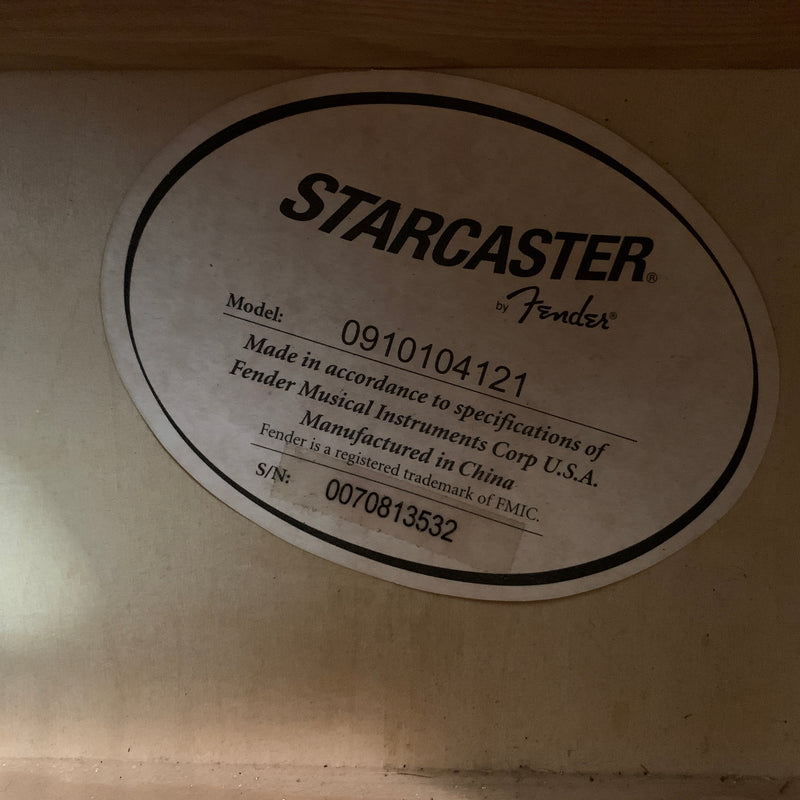 STARCASTER®
by Fender®
Model: 0910104121
Made in accordance to specifications of
Fender Musical Instruments Corp U.S.A.
Manufactured in China
Fender is a registered trademark of FMIC.
S/N: 0070813532